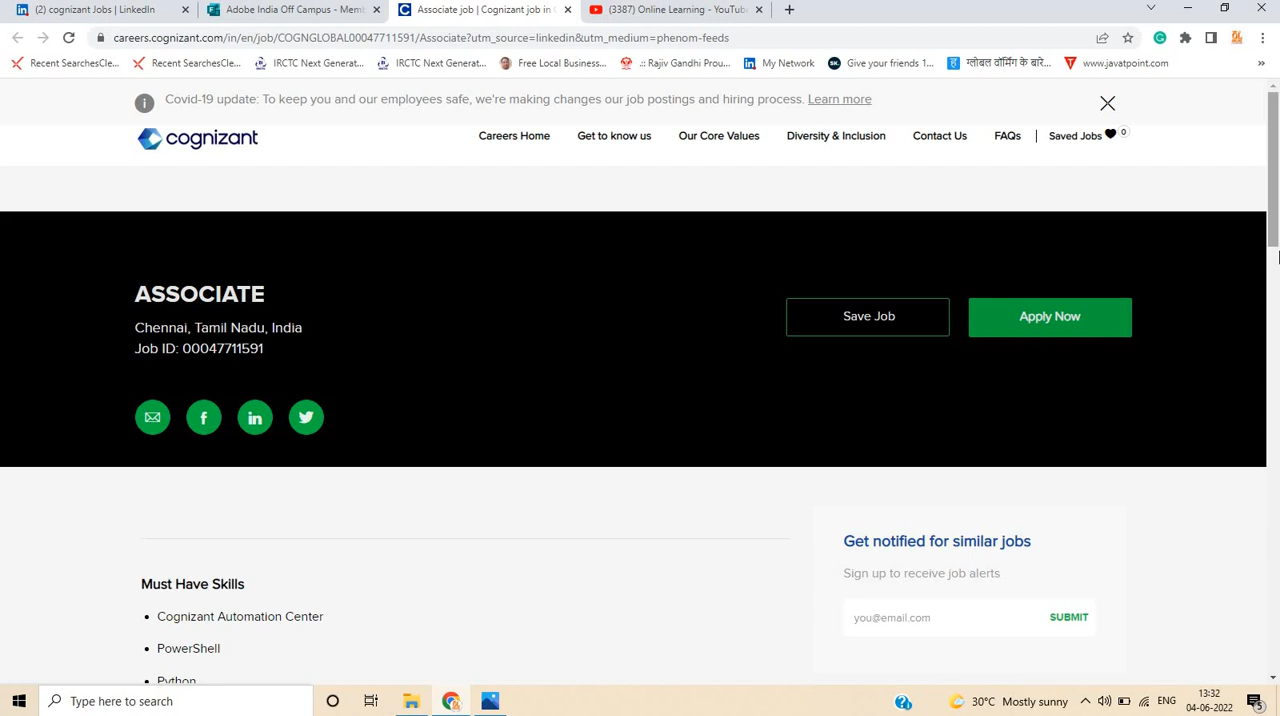 (2) cognizant Jobs | LinkedIn
Adobe India Off Campus - Mem
Associate job | Cognizant job in
(3387) Online Learning - YouTube
careers.cognizant.com/in/en/job/COGNGLOBAL00047711591/Associate?utm_source=linkedin&utm_medium=phenom-feeds
Recent SearchesCle... Recent SearchesCle... IRCTC Next Generat... IRCTC Next Generat... Free Local Business... .:: Rajiv Gandhi Prou... My Network Give your friends 1... ग्लोबल वॉर्मिंग के बारे... www.javatpoint.com »
Covid-19 update: To keep you and our employees safe, we're making changes our job postings and hiring process. Learn more
cognizant Careers Home Get to know us Our Core Values Diversity & Inclusion Contact Us FAQs Saved Jobs 0
ASSOCIATE
Chennai, Tamil Nadu, India
Job ID: 00047711591
Save Job Apply Now
Get notified for similar jobs
Sign up to receive job alerts
you@email.com SUBMIT
Must Have Skills
• Cognizant Automation Center
• PowerShell
• Python
Type here to search
30°C Mostly sunny ENG
13:32
04-06-2022
5